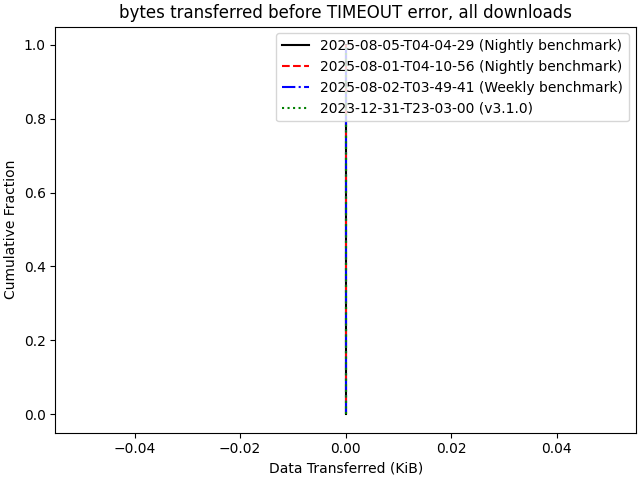 bytes transferred before TIMEOUT error, all downloads
2025-08-05-T04-04-29 (Nightly benchmark)
2025-08-01-T04-10-56 (Nightly benchmark)
2025-08-02-T03-49-41 (Weekly benchmark)
2023-12-31-T23-03-00 (v3.1.0)
Cumulative Fraction
1.0
0.8
0.6
0.4
0.2
0.0
−0.04 −0.02 0.00 0.02 0.04
Data Transferred (KiB)